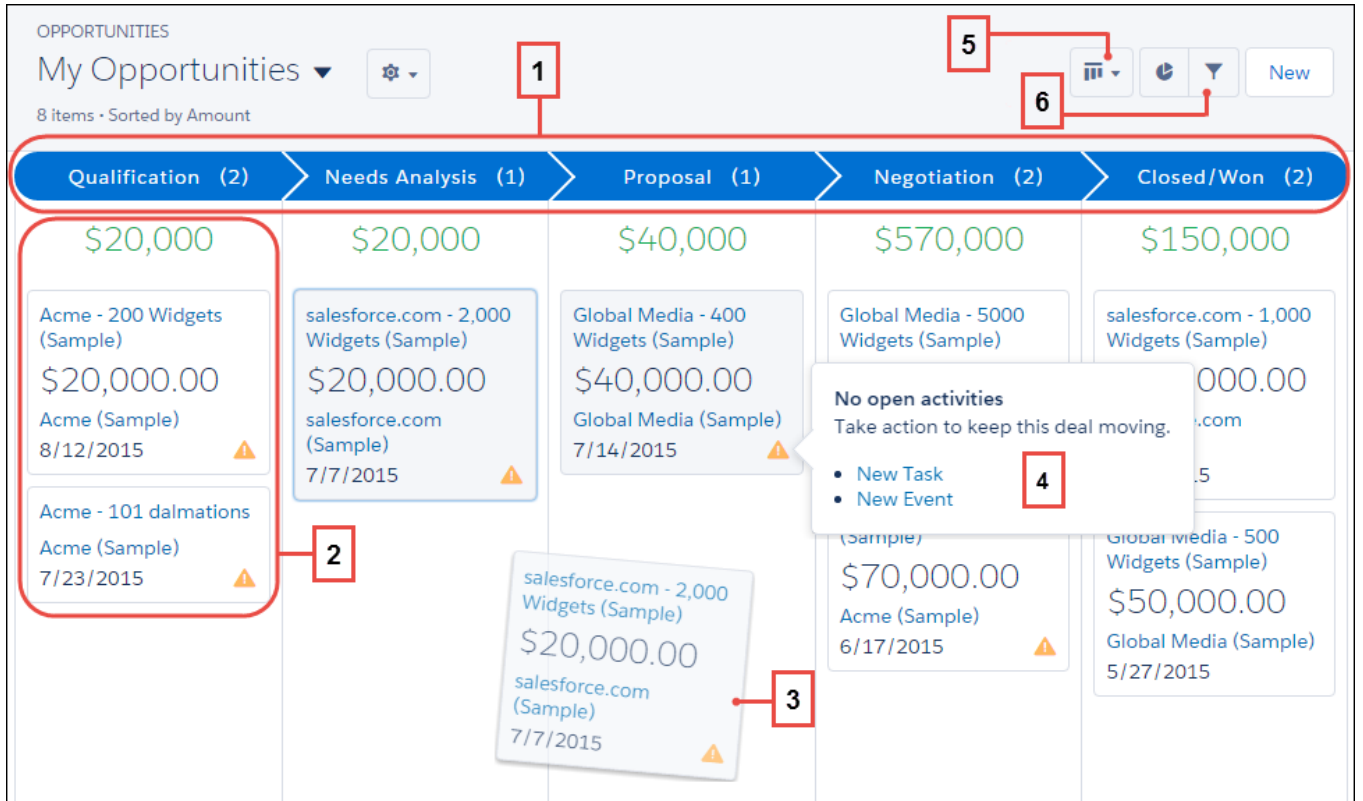 OPPORTUNITIES
My Opportunities
8 items • Sorted by Amount
1
5
6
New
Qualification (2)
Needs Analysis (1)
Proposal (1)
Negotiation (2)
Closed/Won (2)
$20,000
$20,000
$40,000
$570,000
$150,000
Acme - 200 Widgets
(Sample)
$20,000.00
Acme (Sample)
8/12/2015
Acme - 101 dalmations
Acme (Sample)
7/23/2015
2
salesforce.com - 2,000
Widgets (Sample)
$20,000.00
salesforce.com
(Sample)
7/7/2015
Global Media - 400
Widgets (Sample)
$40,000.00
Global Media (Sample)
7/14/2015
salesforce.com - 2,000
Widgets (Sample)
$20,000.00
salesforce.com
(Sample)
7/7/2015
3
Global Media - 5000
Widgets (Sample)
No open activities
Take action to keep this deal moving.
New Task
New Event
4
(Sample)
$70,000.00
Acme (Sample)
6/17/2015
salesforce.com - 1,000
Widgets (Sample)
000.00
.com
5
Global Media - 500
Widgets (Sample)
$50,000.00
Global Media (Sample)
5/27/2015